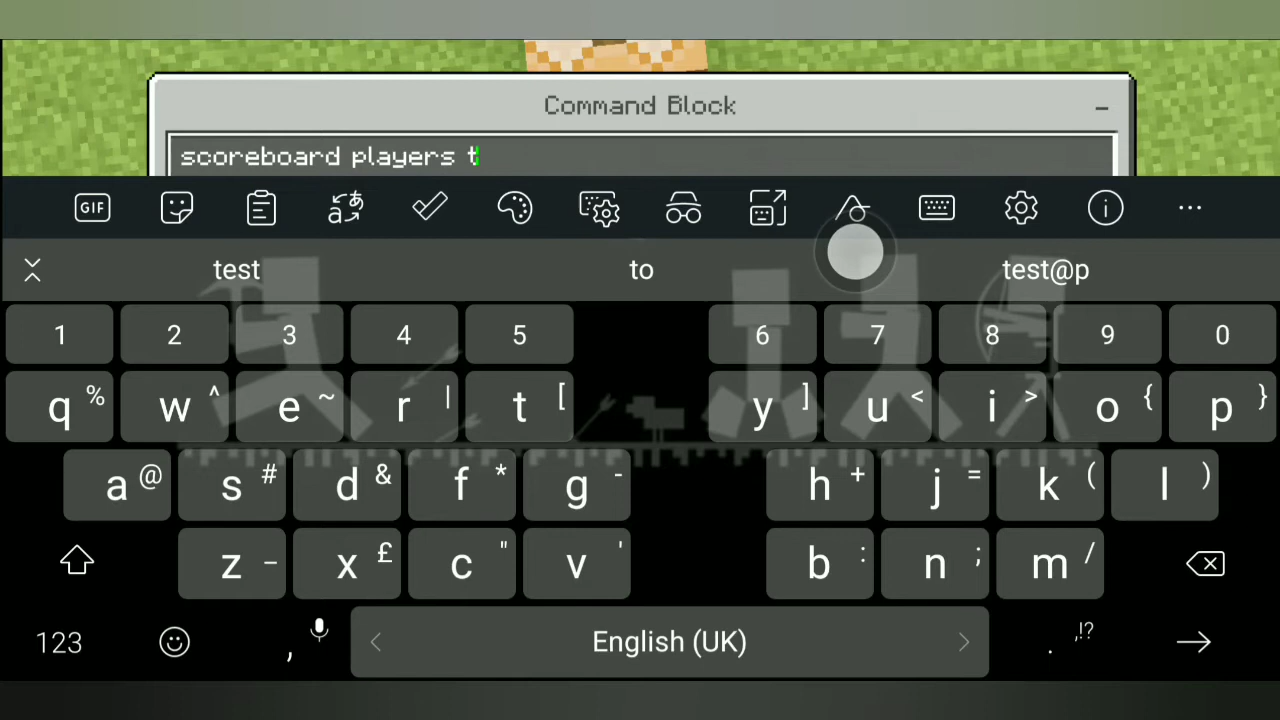 Command Block
scoreboard players t
GIF
test to test@p
1 2 3 4 5 6 7 8 9 0
q % w ^ e ~ r | t [ y ] u < i > o { p }
a @ s # d & f * g - h + j = k ( l )
z _ x £ c " v ' b : n ; m /
123 , < English (UK) > . ,!?